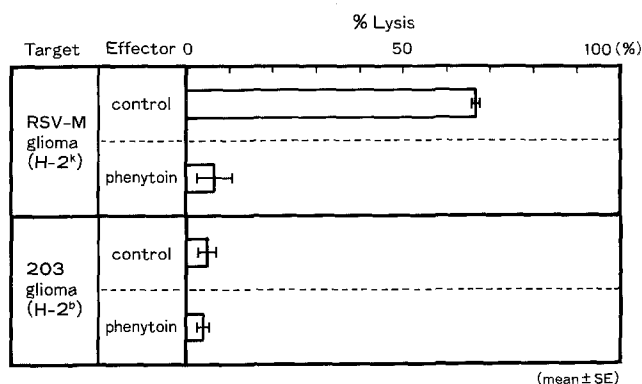 % Lysis
Target Effector 0 50 100 (%)
RSV-M
glioma
(H-2ᵏ)
control
phenytoin
203
glioma
(H-2ᵇ)
control
phenytoin
(mean ± SE)